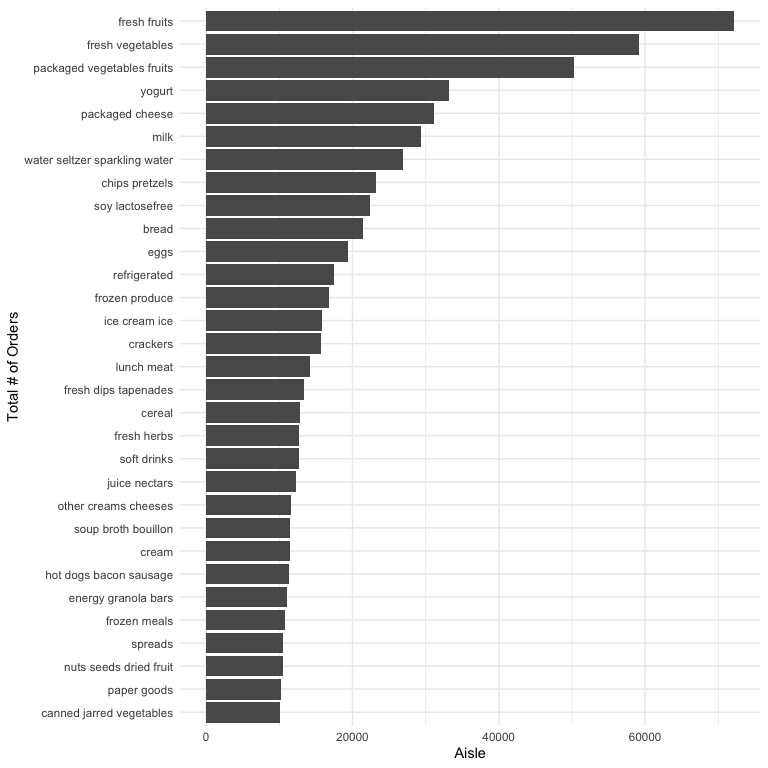 fresh fruits
fresh vegetables
packaged vegetables fruits
yogurt
packaged cheese
milk
water seltzer sparkling water
chips pretzels
soy lactosefree
bread
eggs
refrigerated
frozen produce
ice cream ice
crackers
lunch meat
fresh dips tapenades
cereal
fresh herbs
soft drinks
juice nectars
other creams cheeses
soup broth bouillon
cream
hot dogs bacon sausage
energy granola bars
frozen meals
spreads
nuts seeds dried fruit
paper goods
canned jarred vegetables
Total # of Orders
0 20000 40000 60000
Aisle